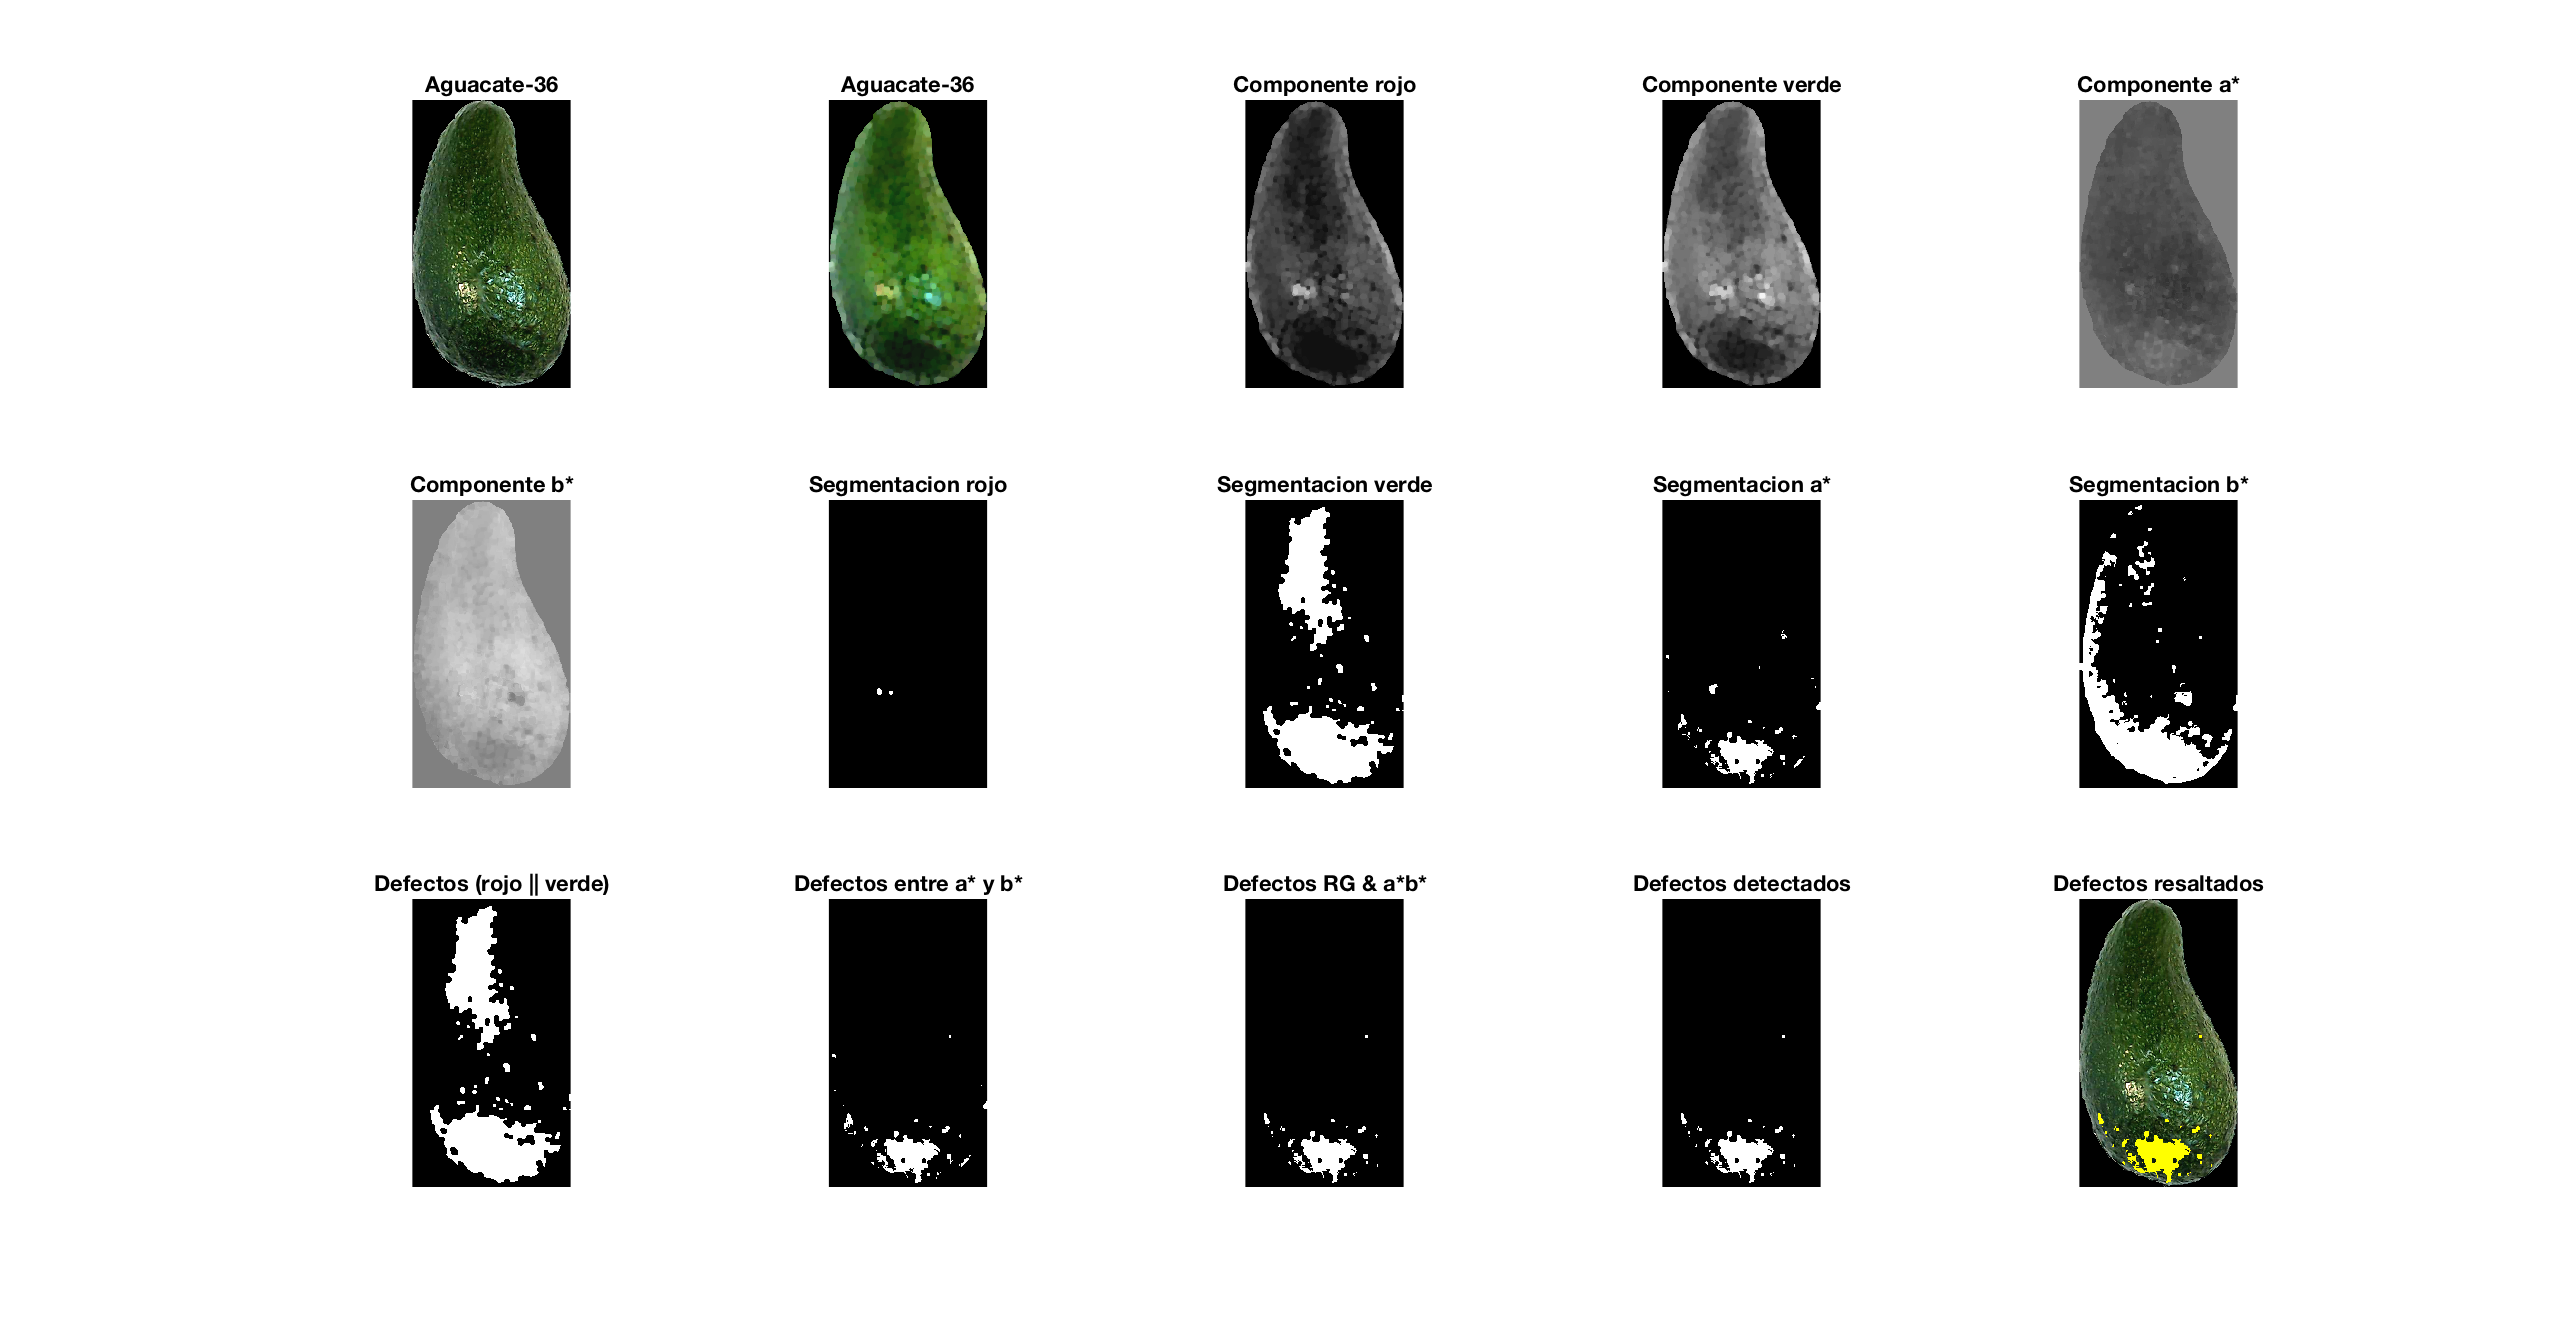 Aguacate-36
Aguacate-36
Componente rojo
Componente verde
Componente a*
Componente b*
Segmentacion rojo
Segmentacion verde
Segmentacion a*
Segmentacion b*
Defectos (rojo || verde)
Defectos entre a* y b*
Defectos RG & a*b*
Defectos detectados
Defectos resaltados